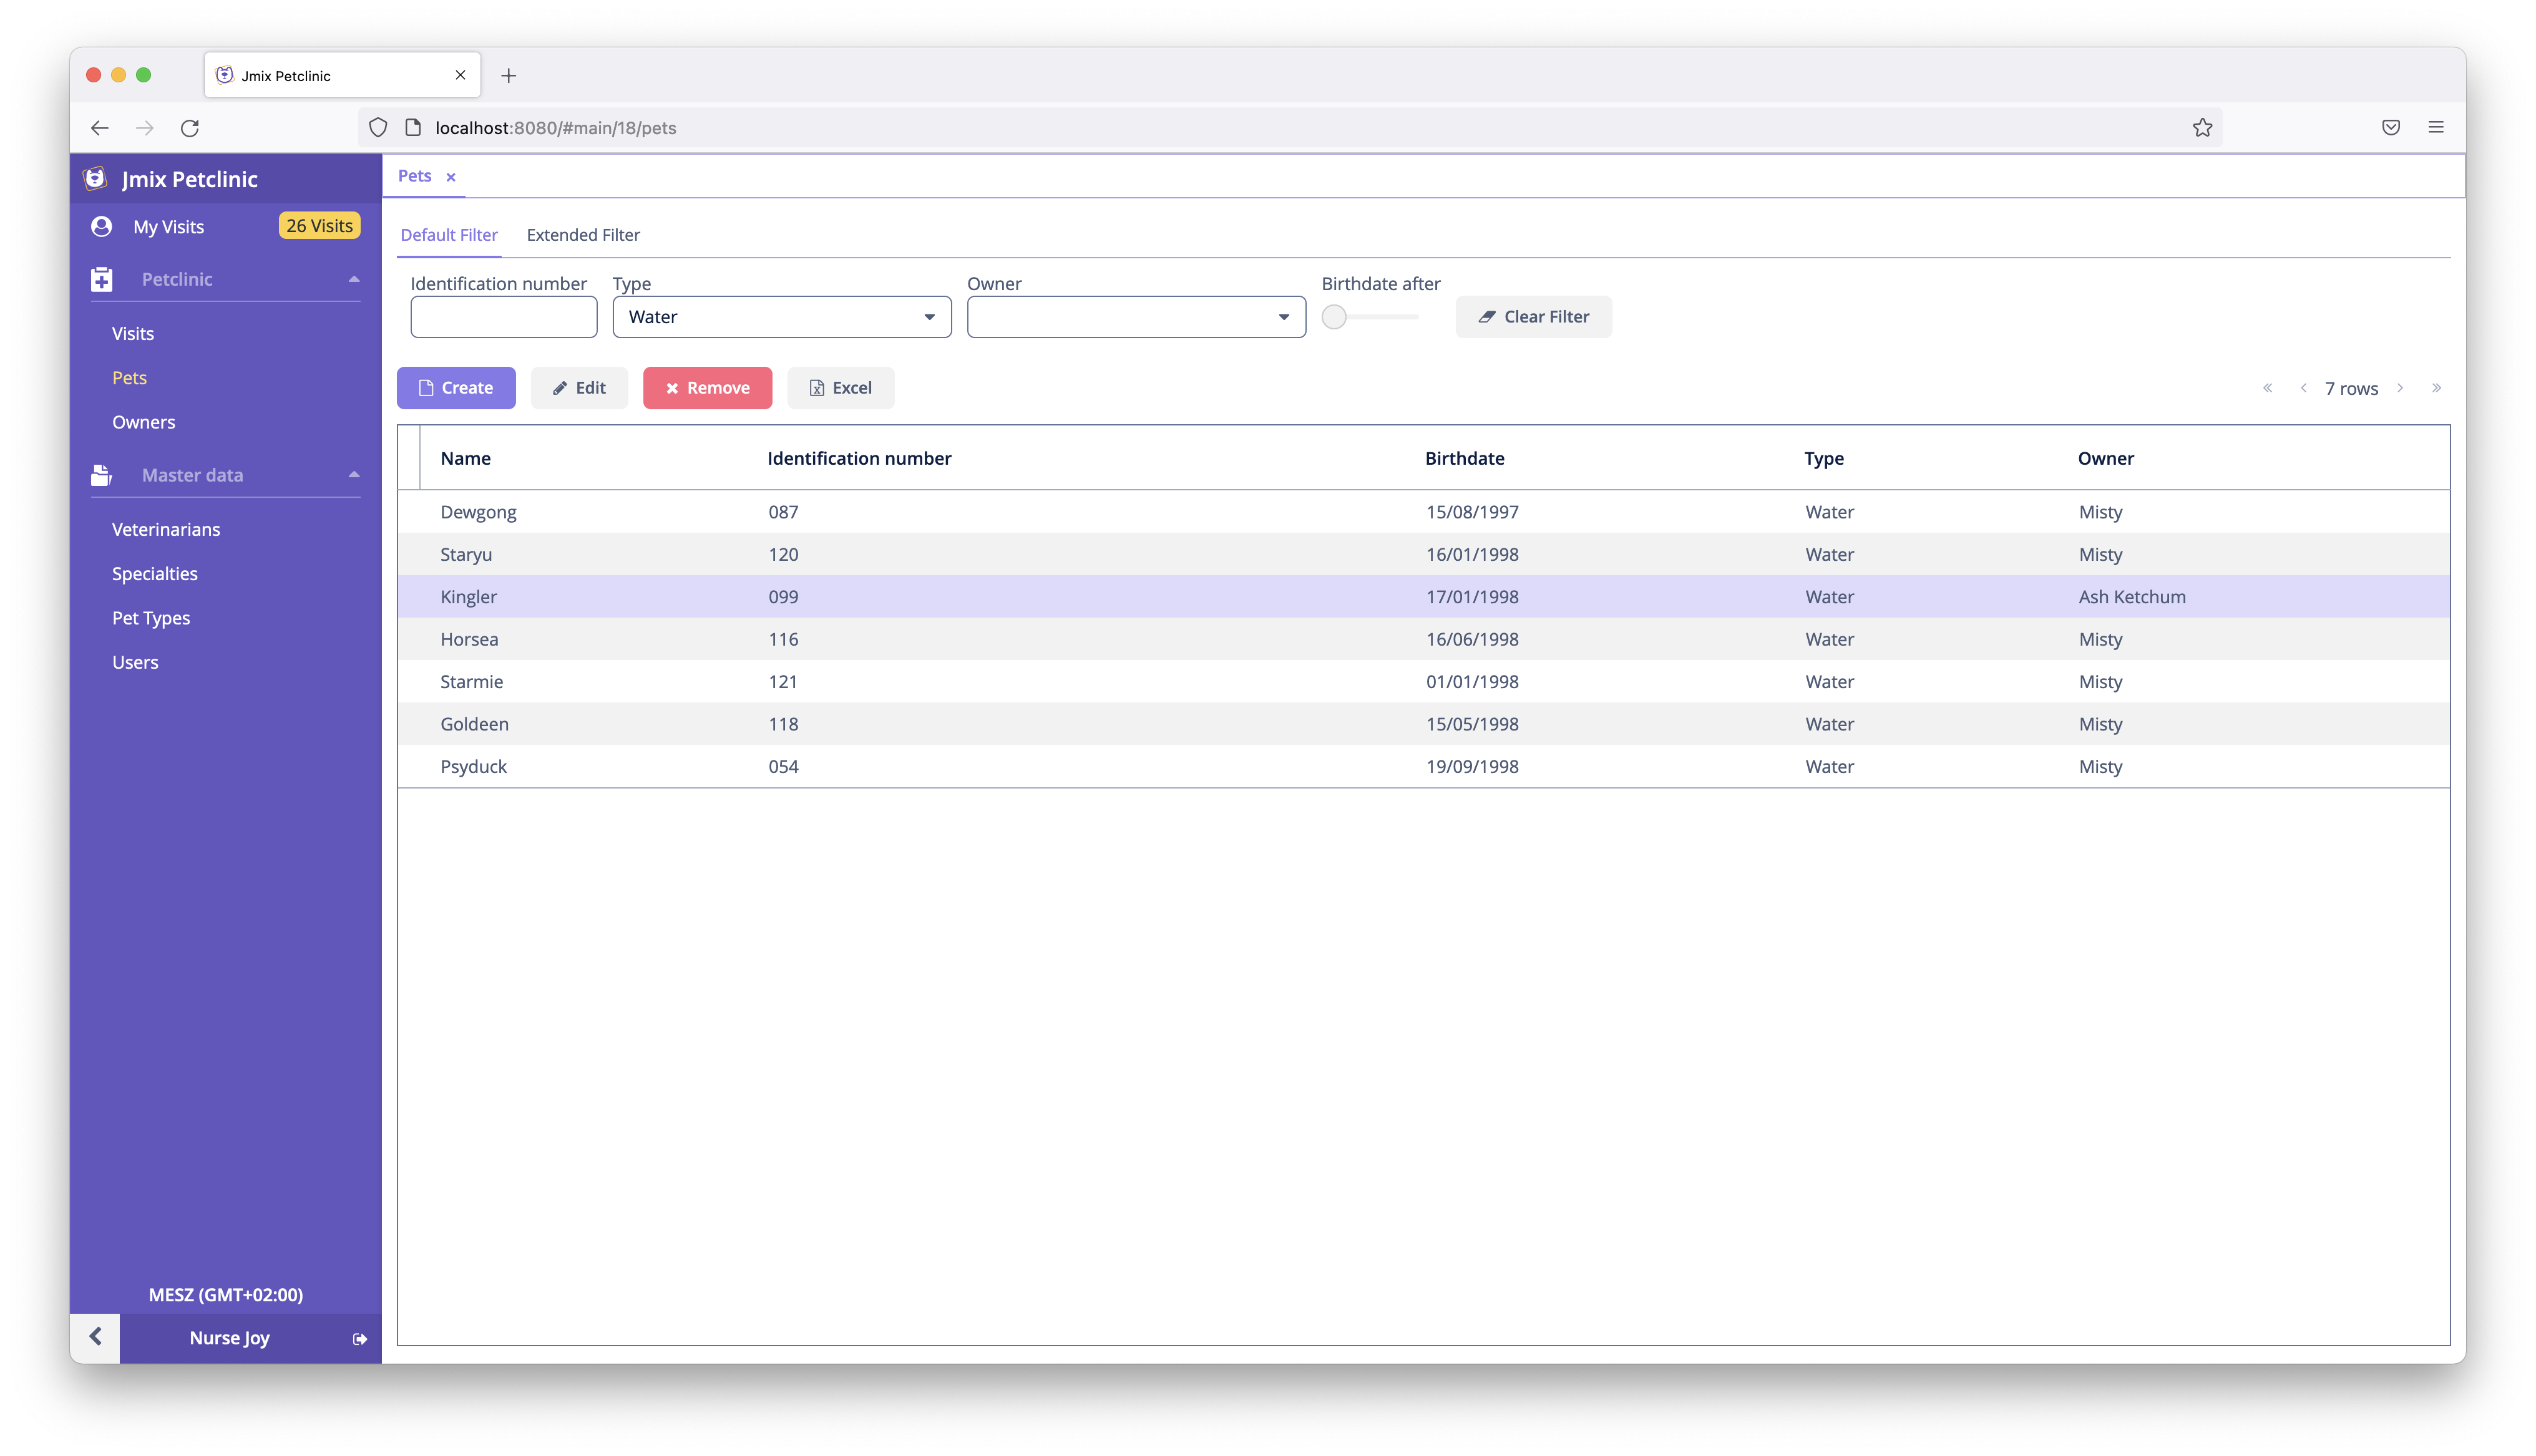 Jmix Petclinic
localhost:8080/#main/18/pets
Jmix Petclinic
My Visits 26 Visits
Petclinic
Visits
Pets
Owners
Master data
Veterinarians
Specialties
Pet Types
Users
MESZ (GMT+02:00)
Nurse Joy
Pets
Default Filter Extended Filter
Identification number Type Owner Birthdate after
Water Clear Filter
Create Edit Remove Excel 7 rows
Name Identification number Birthdate Type Owner
Dewgong 087 15/08/1997 Water Misty
Staryu 120 16/01/1998 Water Misty
Kingler 099 17/01/1998 Water Ash Ketchum
Horsea 116 16/06/1998 Water Misty
Starmie 121 01/01/1998 Water Misty
Goldeen 118 15/05/1998 Water Misty
Psyduck 054 19/09/1998 Water Misty